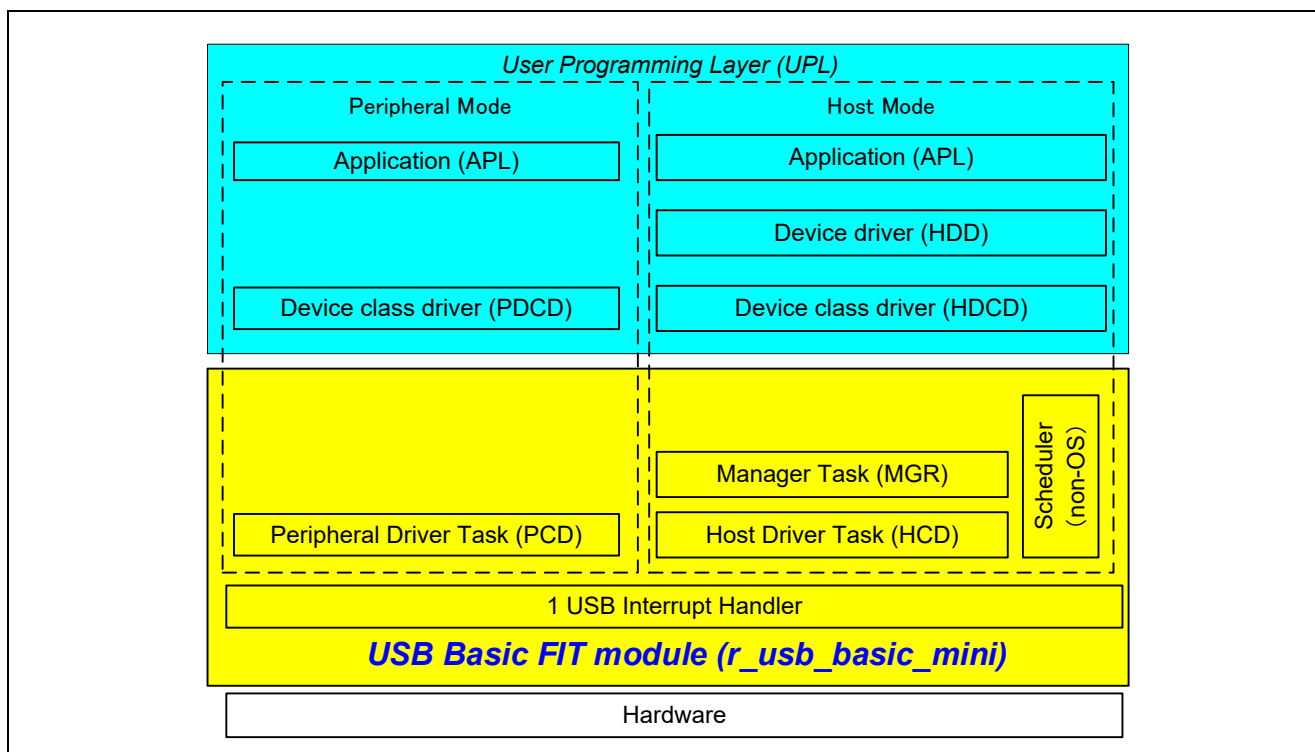 User Programming Layer (UPL)
Peripheral Mode
Host Mode
Application (APL)
Application (APL)
Device driver (HDD)
Device class driver (PDCD)
Device class driver (HDCD)
Manager Task (MGR)
Scheduler
(non-OS)
Peripheral Driver Task (PCD)
Host Driver Task (HCD)
1 USB Interrupt Handler
USB Basic FIT module (r_usb_basic_mini)
Hardware